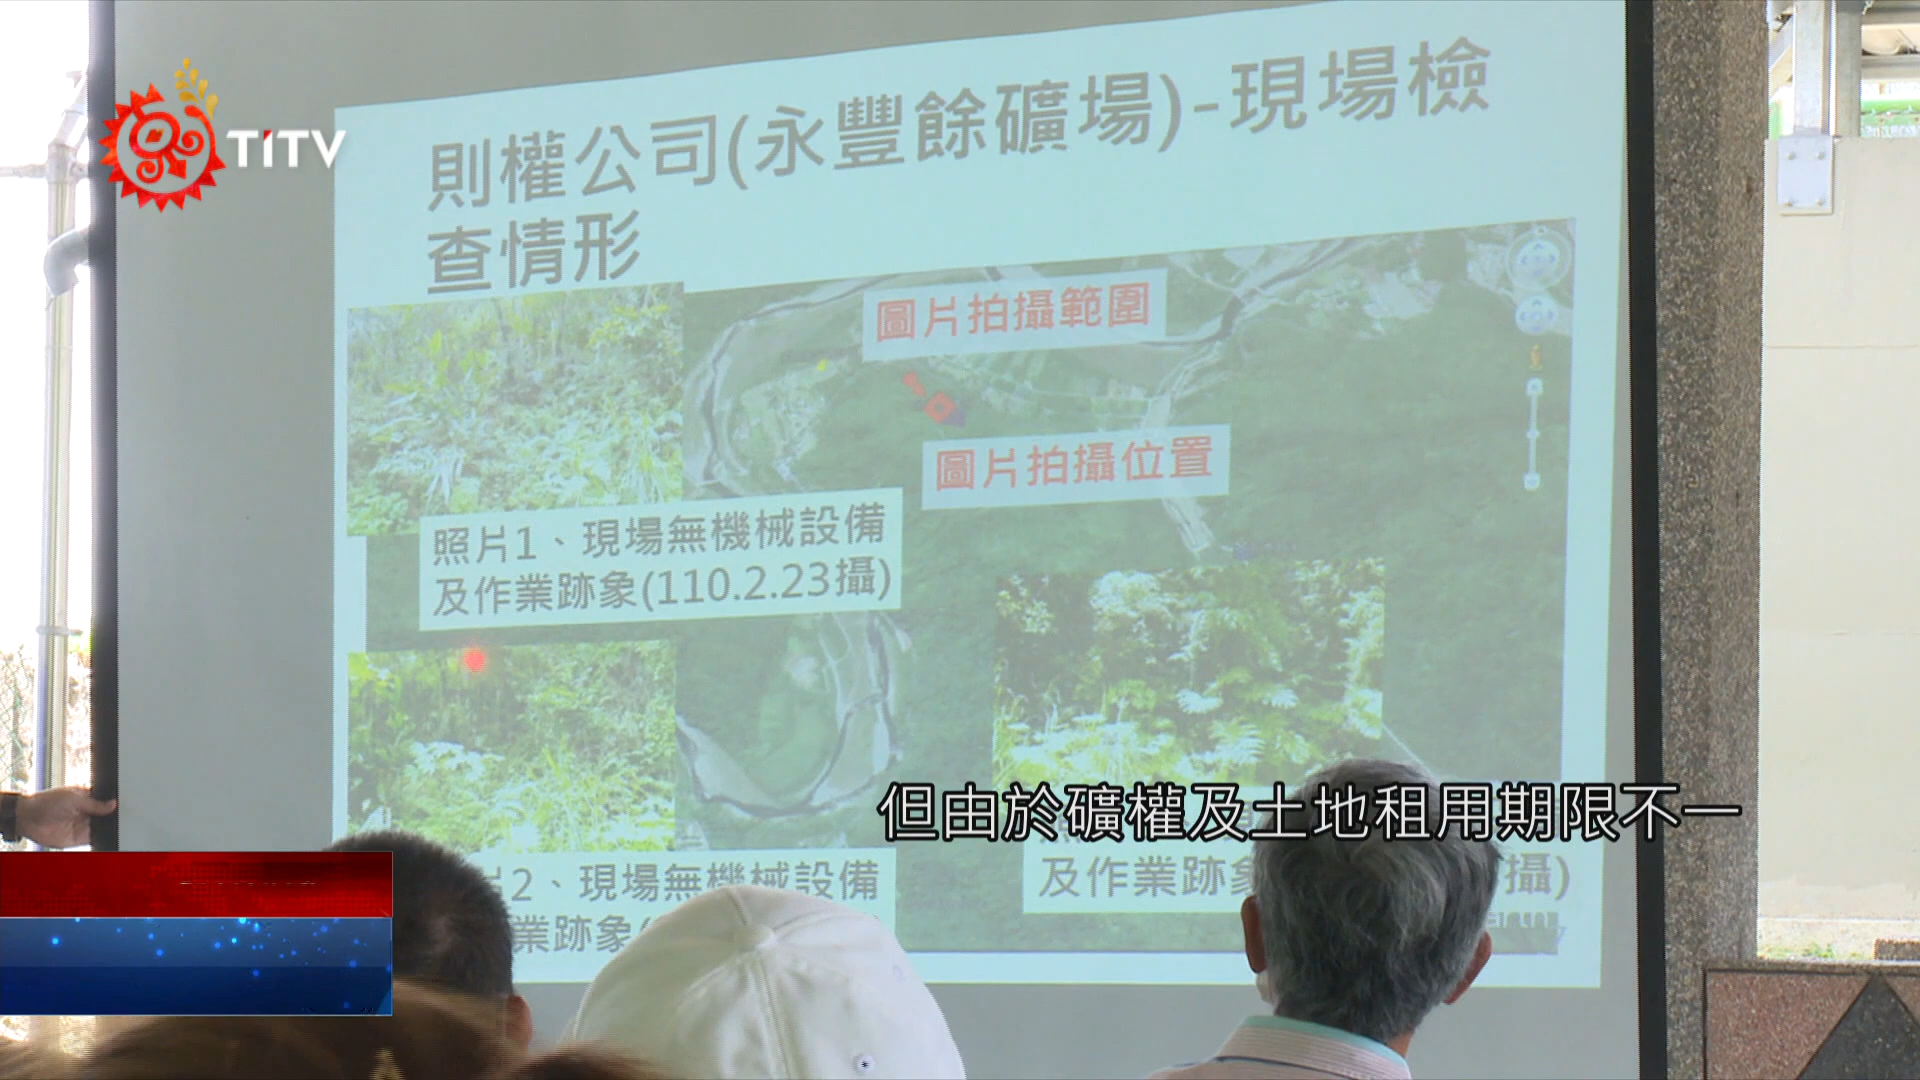 TiTV
則權公司(永豐餘礦場)-現場檢
查情形
圖片拍攝範圍
圖片拍攝位置
照片1、現場無機械設備
及作業跡象(110.2.23攝)
但由於礦權及土地租用期限不一
片2、現場無機械設備
業跡象(
及作業跡象
攝)